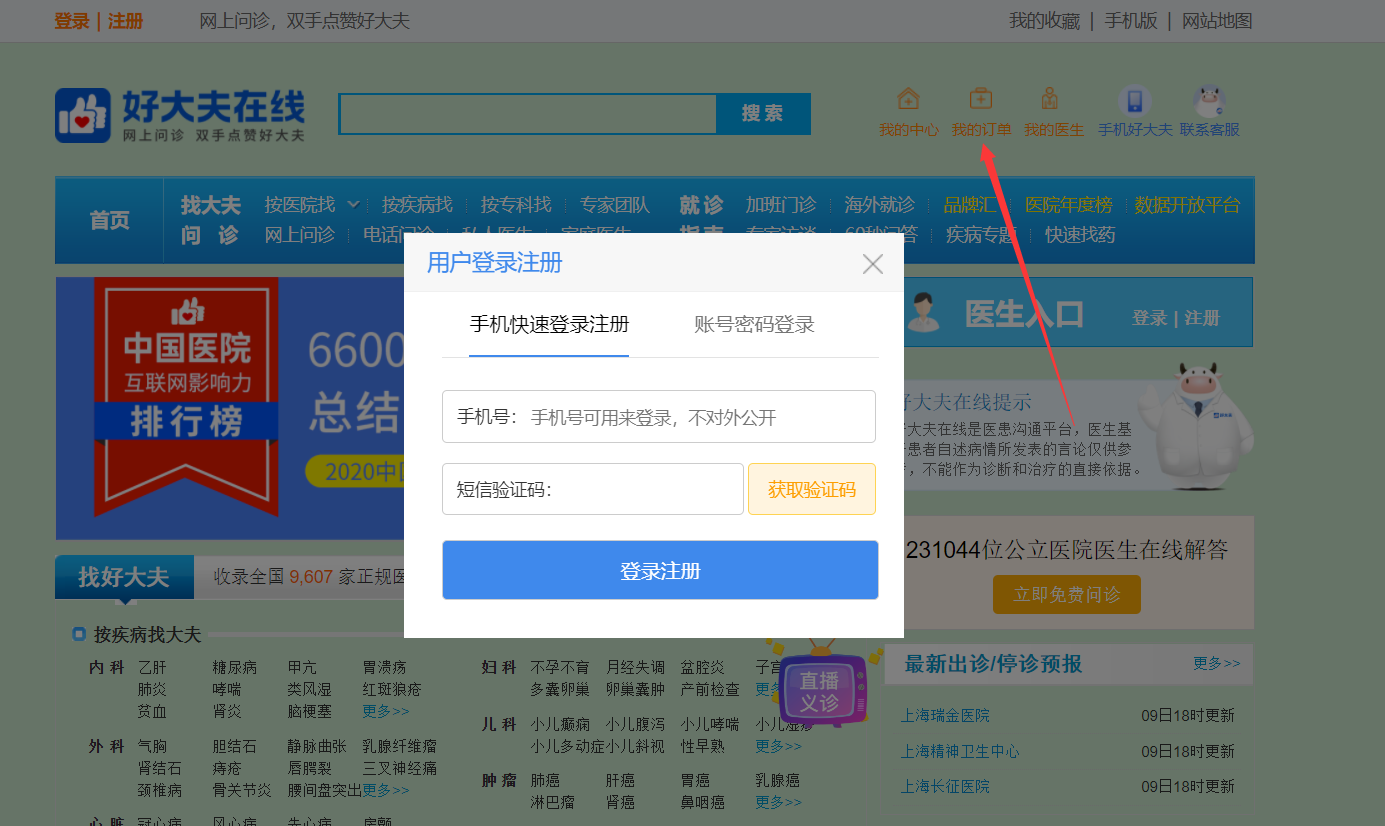 登录 | 注册 网上问诊，双手点赞好大夫 我的收藏 | 手机版 | 网站地图
好大夫在线
网上问诊 双手点赞好大夫
搜 索
我的中心 我的订单 我的医生 手机好大夫 联系客服
首页 找大夫 按医院找 按疾病找 按专科找 专家团队 就 诊 加班门诊 海外就诊 品牌汇 医院年度榜 数据开放平台
问 诊 网上问诊 电话问诊 私人医生 家庭医生 指 南 专家访谈 60秒问答 疾病专题 快速找药
用户登录注册
手机快速登录注册 账号密码登录
手机号： 手机号可用来登录，不对外公开
短信验证码：
获取验证码
登录注册
中国医院
互联网影响力
排行榜
6600
总结
2020中
医生入口 登录 | 注册
好大夫在线提示
大夫在线是医患沟通平台，医生基
患者自述病情所发表的言论仅供参
，不能作为诊断和治疗的直接依据。
231044位公立医院医生在线解答
立即免费问诊
找好大夫 收录全国 9,607 家正规医
按疾病找大夫
内 科 乙肝 糖尿病 甲亢 胃溃疡
肺炎 哮喘 类风湿 红斑狼疮
贫血 肾炎 脑梗塞 更多>>
外 科 气胸 胆结石 静脉曲张 乳腺纤维瘤
肾结石 痔疮 唇腭裂 三叉神经痛
颈椎病 骨关节炎 腰间盘突出 更多>>
心 脏 冠心病 风心病 先心病 房颤
妇 科 不孕不育 月经失调 盆腔炎 子宫
多囊卵巢 卵巢囊肿 产前检查 更多
儿 科 小儿癫痫 小儿腹泻 小儿哮喘 小儿湿疹
小儿多动症 小儿斜视 性早熟 更多>>
肿 瘤 肺癌 肝癌 胃癌 乳腺癌
淋巴瘤 肾癌 鼻咽癌 更多>>
直播
义诊
最新出诊/停诊预报 更多>>
上海瑞金医院 09日18时更新
上海精神卫生中心 09日18时更新
上海长征医院 09日18时更新